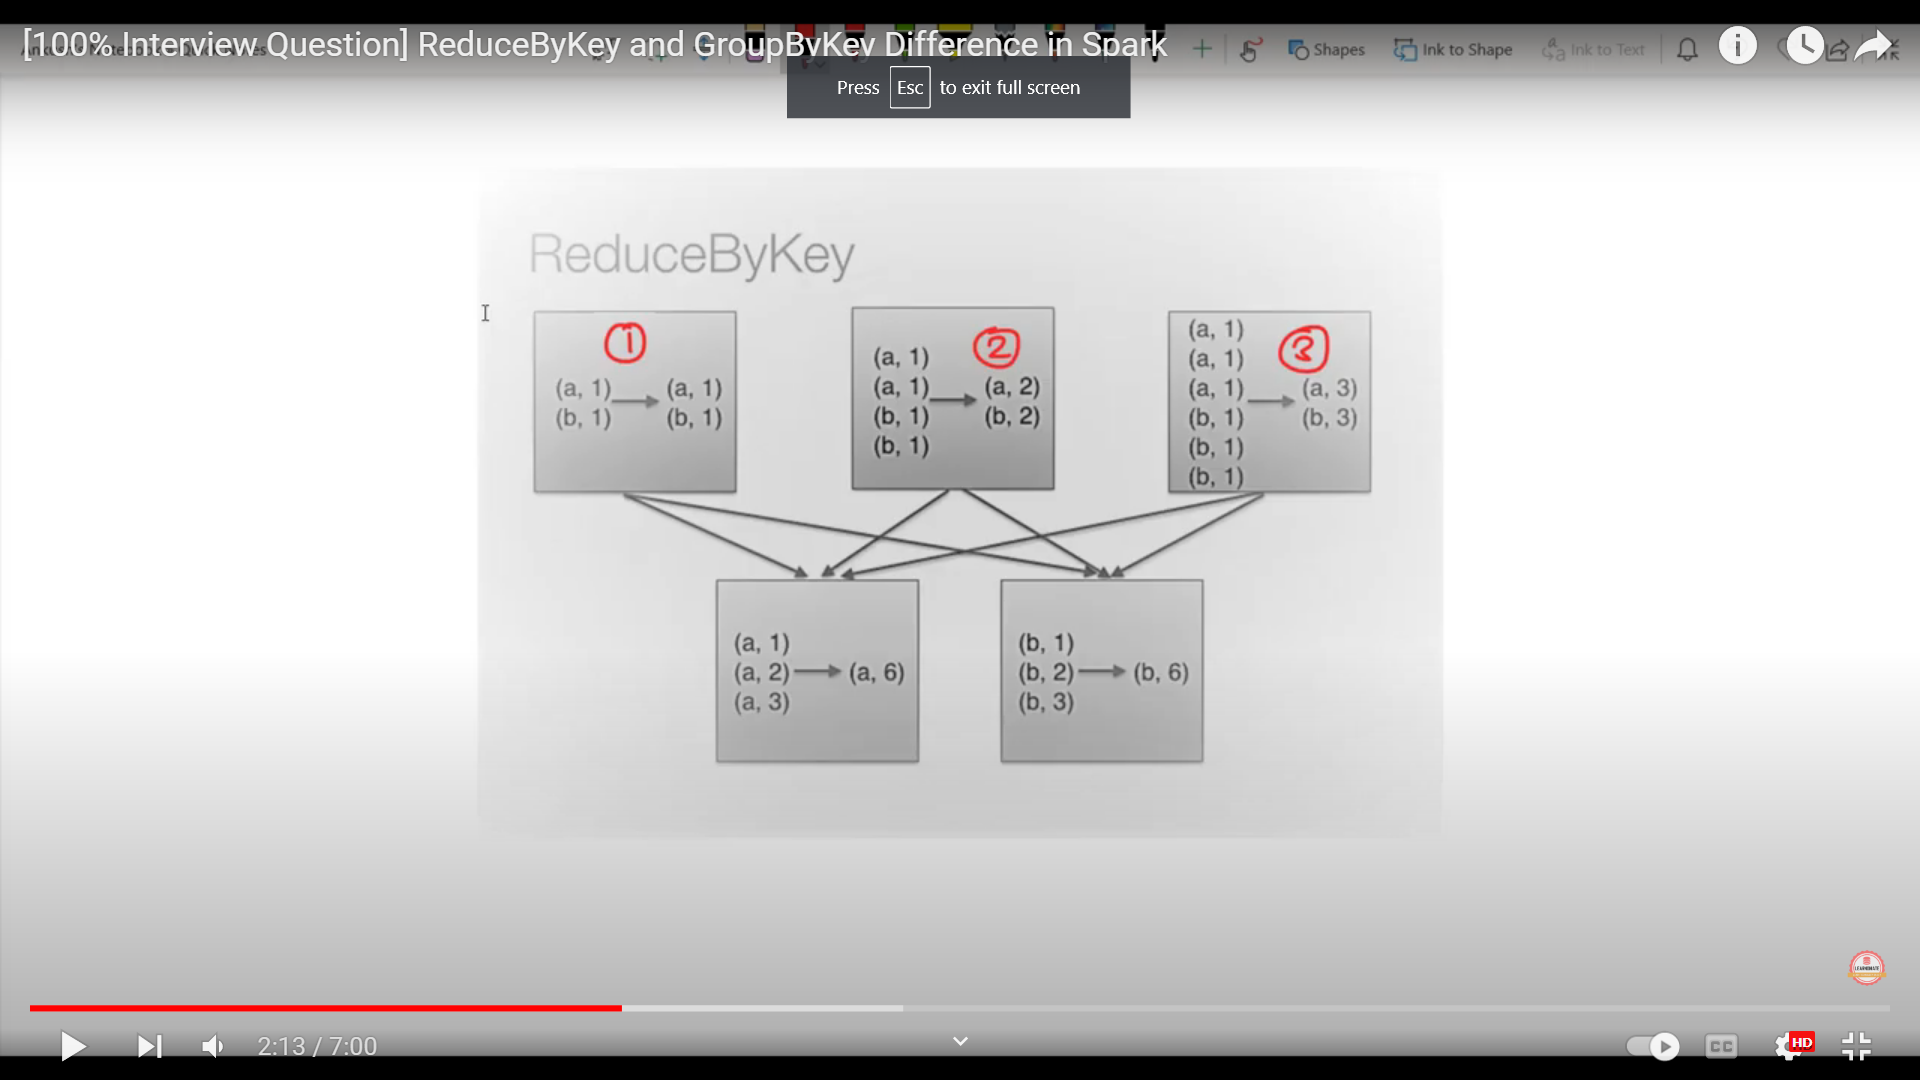 [100% Interview Question] ReduceByKey and GroupByKey Difference in Spark
Shapes
Ink to Shape
Ink to Text
Press Esc to exit full screen
ReduceByKey
1
(a, 1) (a, 1)
(b, 1) (b, 1)
2
(a, 1)
(a, 1) (a, 2)
(b, 1) (b, 2)
(b, 1)
3
(a, 1)
(a, 1)
(a, 1) (a, 3)
(b, 1) (b, 3)
(b, 1)
(b, 1)
(a, 1)
(a, 2) (a, 6)
(a, 3)
(b, 1)
(b, 2) (b, 6)
(b, 3)
2:13 / 7:00
CC
HD